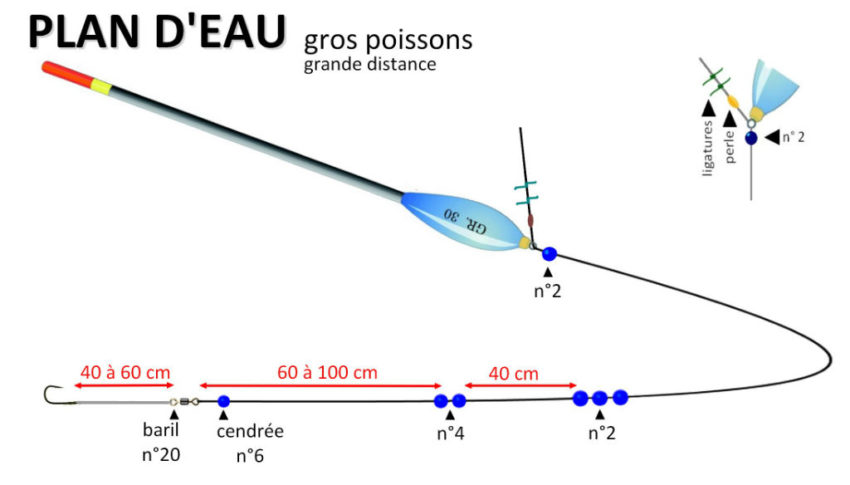 PLAN D'EAU
gros poissons
grande distance
ligatures
perle
n° 2
GR. 30
n°2
40 à 60 cm
60 à 100 cm
40 cm
baril
n°20
cendrée
n°6
n°4
n°2